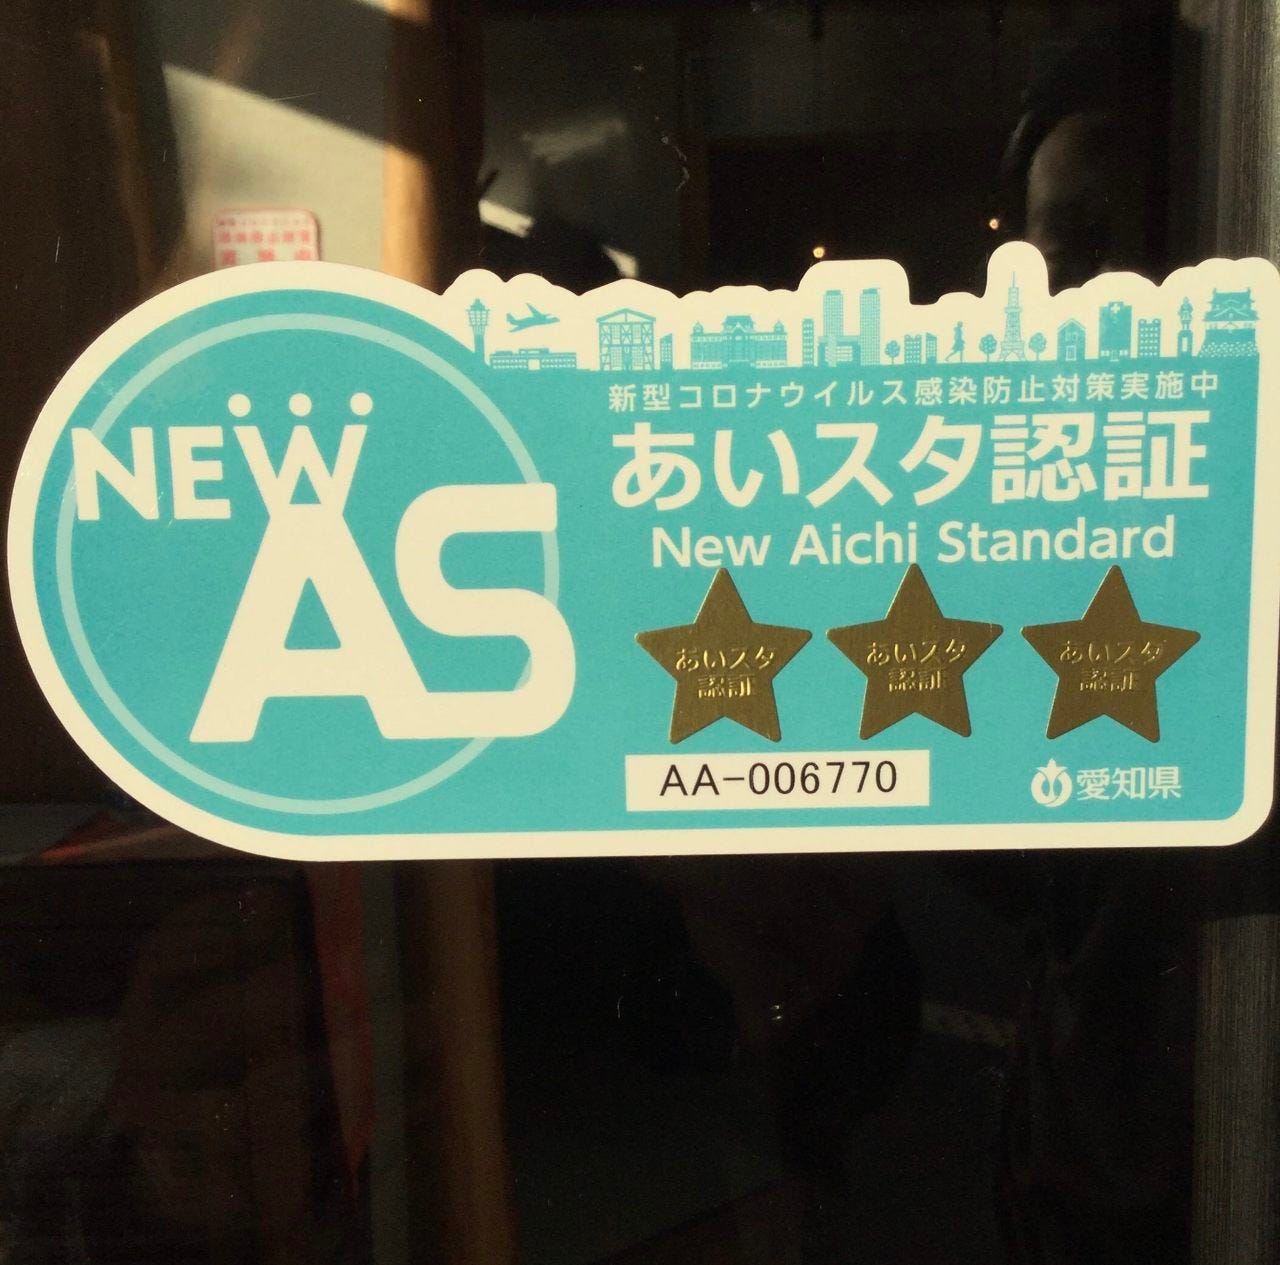 NEW
AS
新型コロナウイルス感染防止対策実施中
あいスタ認証
New Aichi Standard
あいスタ
認証
あいスタ
認証
あいスタ
認証
AA-006770
愛知県